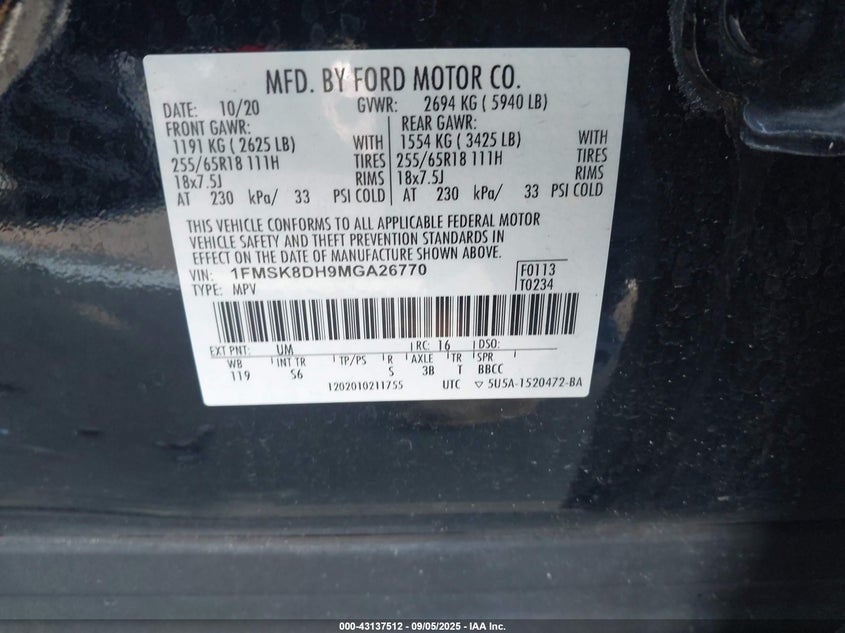 MFD. BY FORD MOTOR CO.
DATE: 10/20 GVWR: 2694 KG ( 5940 LB)
FRONT GAWR: REAR GAWR:
1191 KG ( 2625 LB) WITH 1554 KG ( 3425 LB) WITH
255/65R18 111H TIRES 255/65R18 111H TIRES
18x7.5J RIMS 18x7.5J RIMS
AT 230 kPa/ 33 PSI COLD AT 230 kPa/ 33 PSI COLD
THIS VEHICLE CONFORMS TO ALL APPLICABLE FEDERAL MOTOR
VEHICLE SAFETY AND THEFT PREVENTION STANDARDS IN
EFFECT ON THE DATE OF MANUFACTURE SHOWN ABOVE.
VIN: 1FMSK8DH9MGA26770 F0113
TYPE: MPV T0234
EXT PNT: UM RC: 16 DSO:
WB INT TR TP/PS R AXLE TR SPR
119 S6 S 3B T BBCC
1202010211755 UTC ▽ 5U5A-1520472-BA
000-43137512 - 09/05/2025 - IAA Inc.